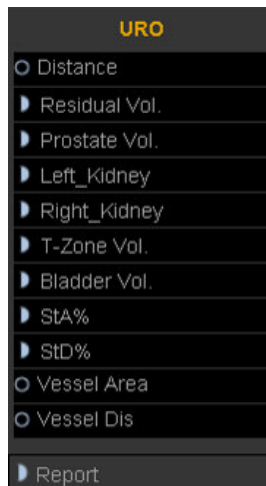 URO
Distance
Residual Vol.
Prostate Vol.
Left_Kidney
Right_Kidney
T-Zone Vol.
Bladder Vol.
StA%
StD%
Vessel Area
Vessel Dis
Report